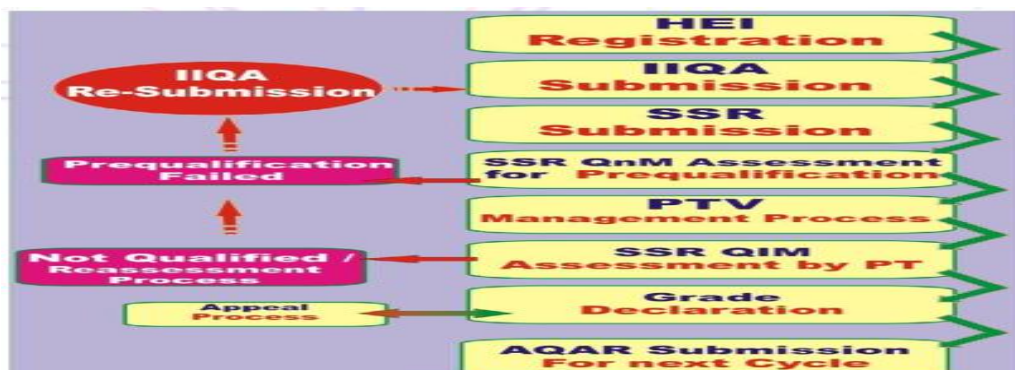 HEI
Registration
IIQA
Re-Submission
IIQA
Submission
SSR
Submission
Prequalification
Failed
SSR QnM Assessment
for Prequalification
PTV
Management Process
Not Qualified /
Reassessment
Process
SSR QlM
Assessment by PT
Appeal
Process
Grade
Declaration
AQAR Submission
For next Cycle